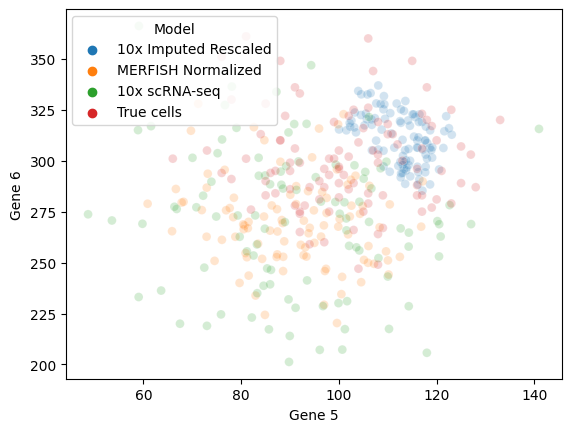 Model
10x Imputed Rescaled
MERFISH Normalized
10x scRNA-seq
True cells
Gene 6
350
325
300
275
250
225
200
60
80
100
120
140
Gene 5